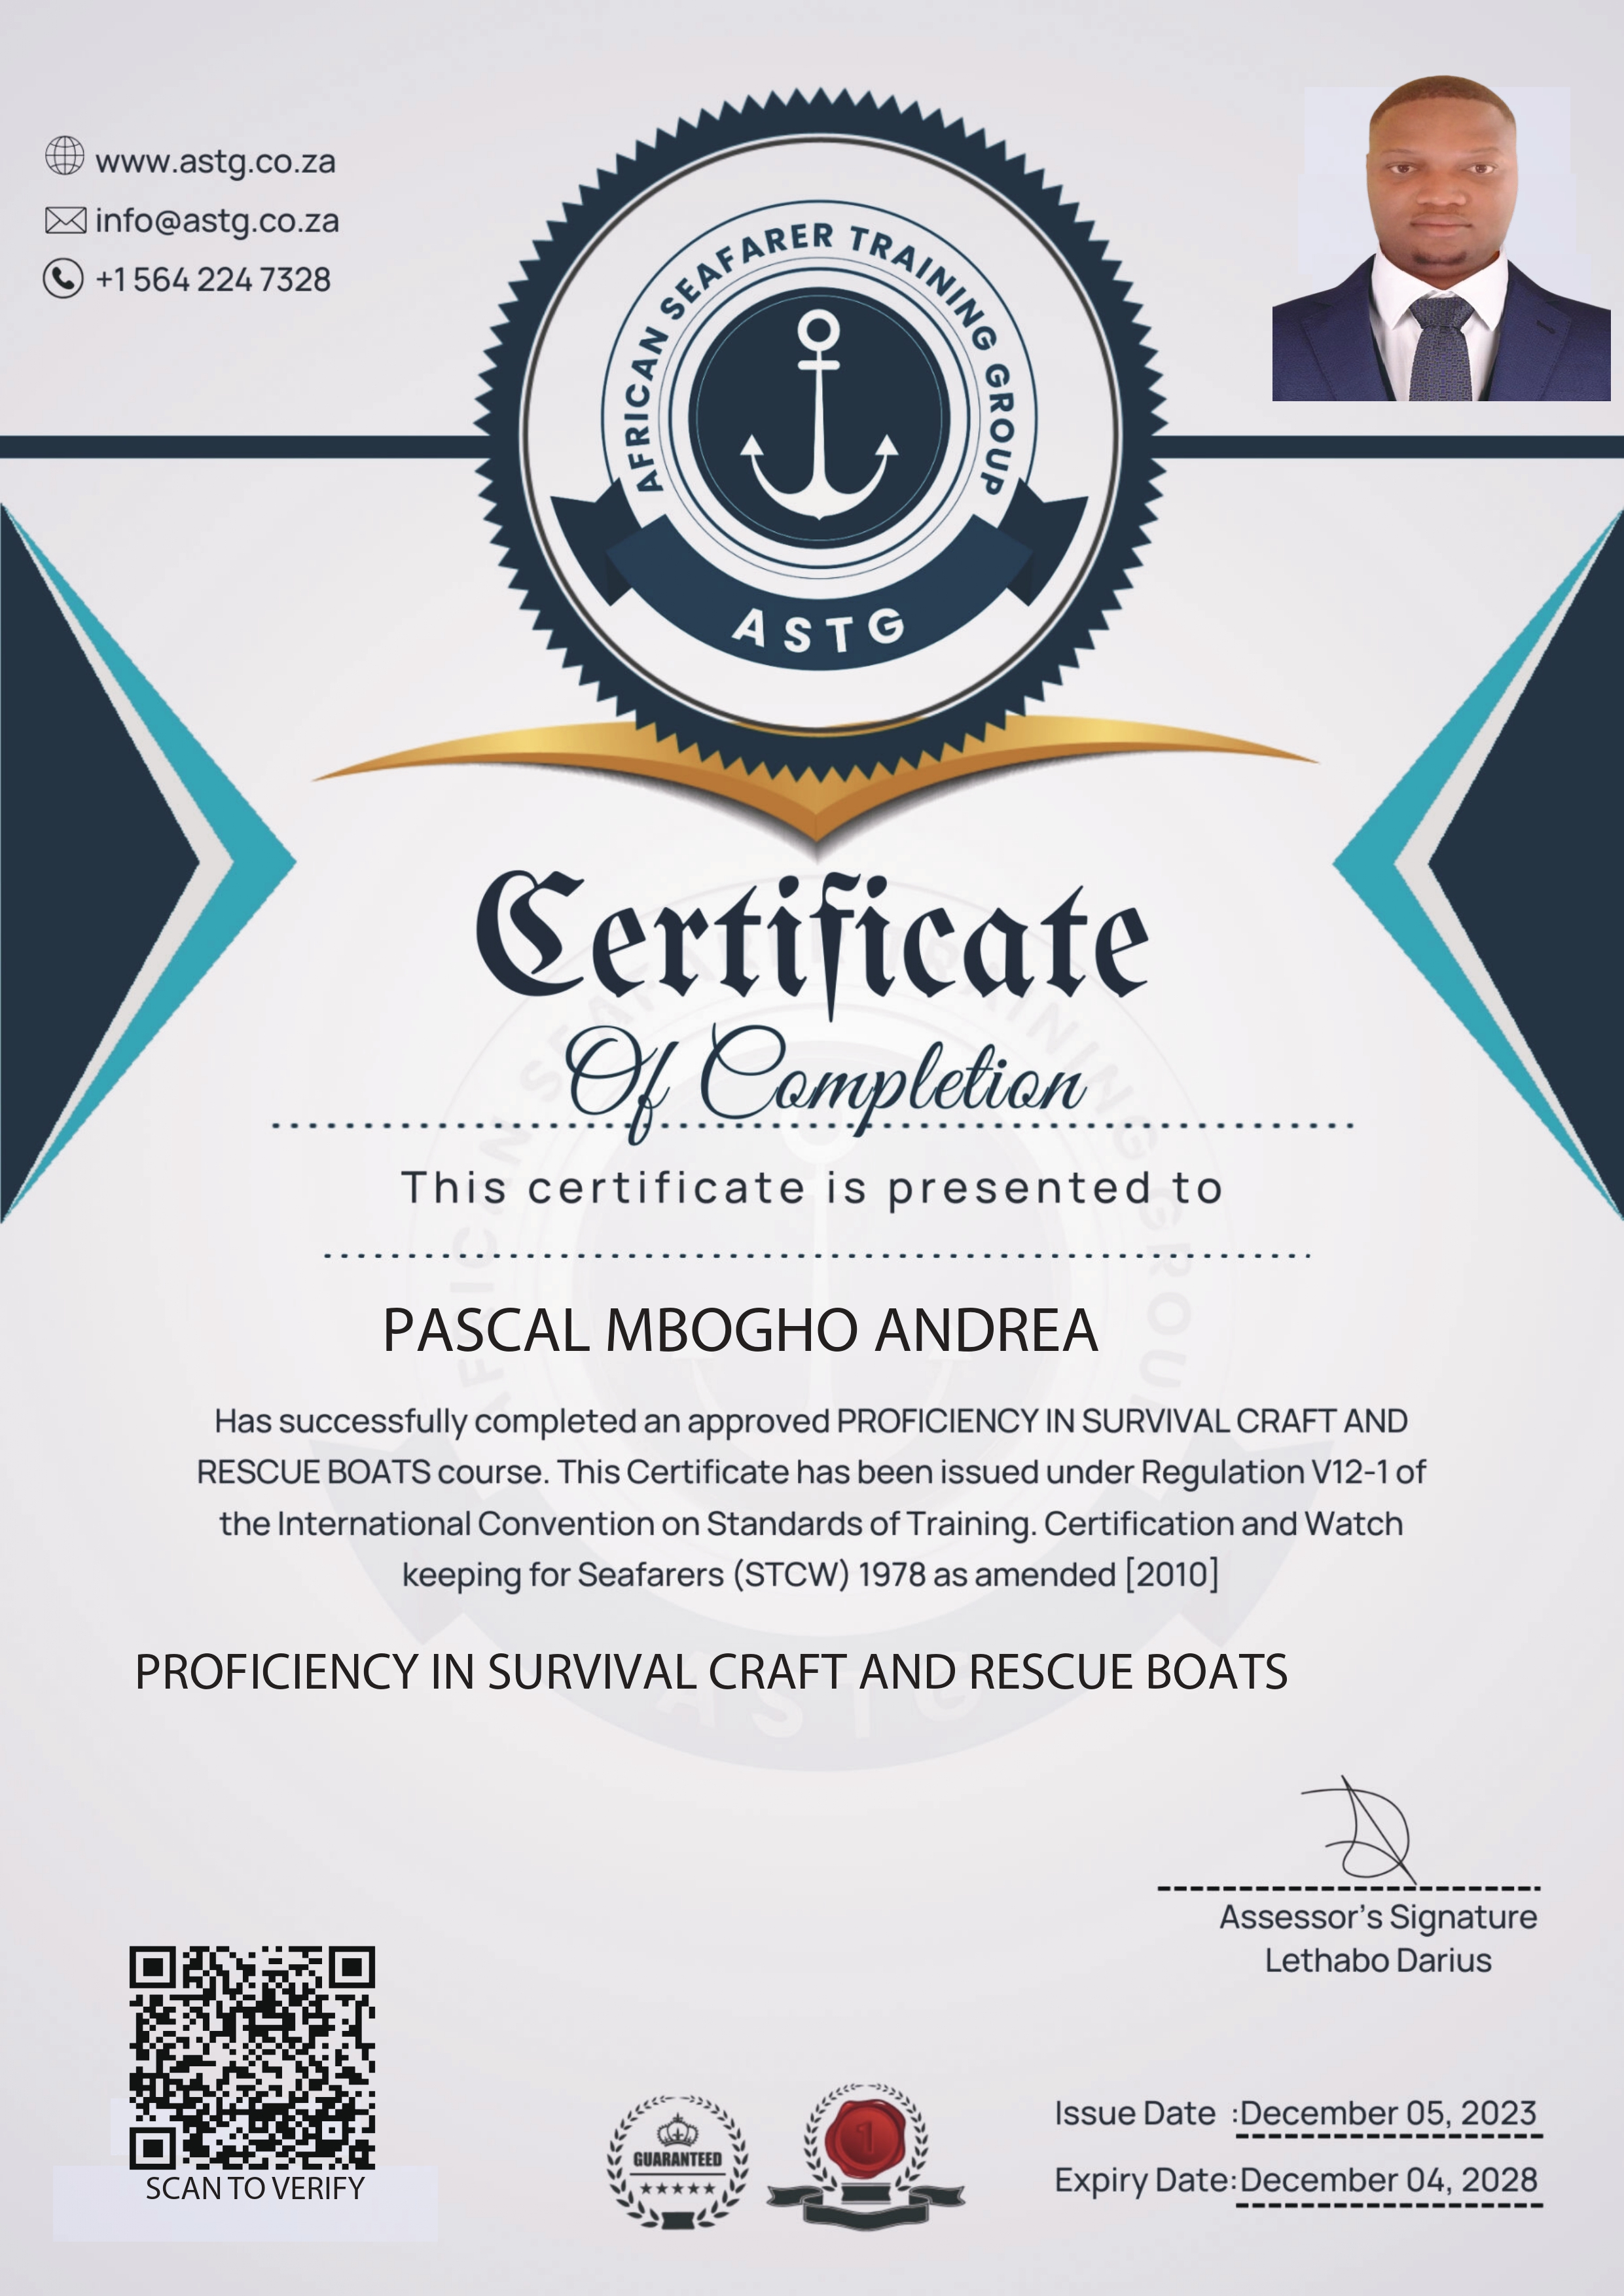 www.astg.co.za
info@astg.co.za
+1 564 224 7328
AFRICAN SEAFARER TRAINING GROUP
ASTG
Certificate
Of Completion
This certificate is presented to
PASCAL MBOGHO ANDREA
Has successfully completed an approved PROFICIENCY IN SURVIVAL CRAFT AND
RESCUE BOATS course. This Certificate has been issued under Regulation V12-1 of
the International Convention on Standards of Training. Certification and Watch
keeping for Seafarers (STCW) 1978 as amended [2010]
PROFICIENCY IN SURVIVAL CRAFT AND RESCUE BOATS
AFRICAN SEAFARER TRAINING GROUP
ASTG
Assessor's Signature
Lethabo Darius
SCAN TO VERIFY
GUARANTEED
1
Issue Date :December 05, 2023
Expiry Date:December 04, 2028